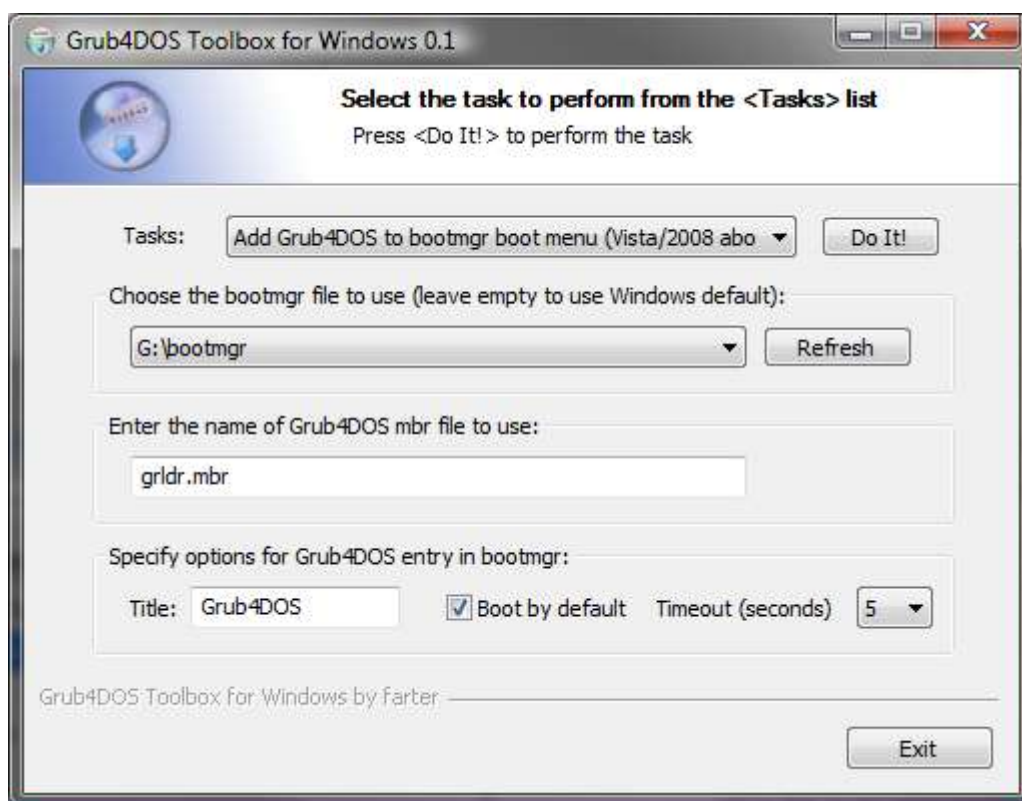 Grub4DOS Toolbox for Windows 0.1
Select the task to perform from the <Tasks> list
Press <Do It!> to perform the task
Tasks: Add Grub4DOS to bootmgr boot menu (Vista/2008 abo Do It!
Choose the bootmgr file to use (leave empty to use Windows default):
G:\bootmgr Refresh
Enter the name of Grub4DOS mbr file to use:
grldr.mbr
Specify options for Grub4DOS entry in bootmgr:
Title: Grub4DOS Boot by default Timeout (seconds) 5
Grub4DOS Toolbox for Windows by farter
Exit